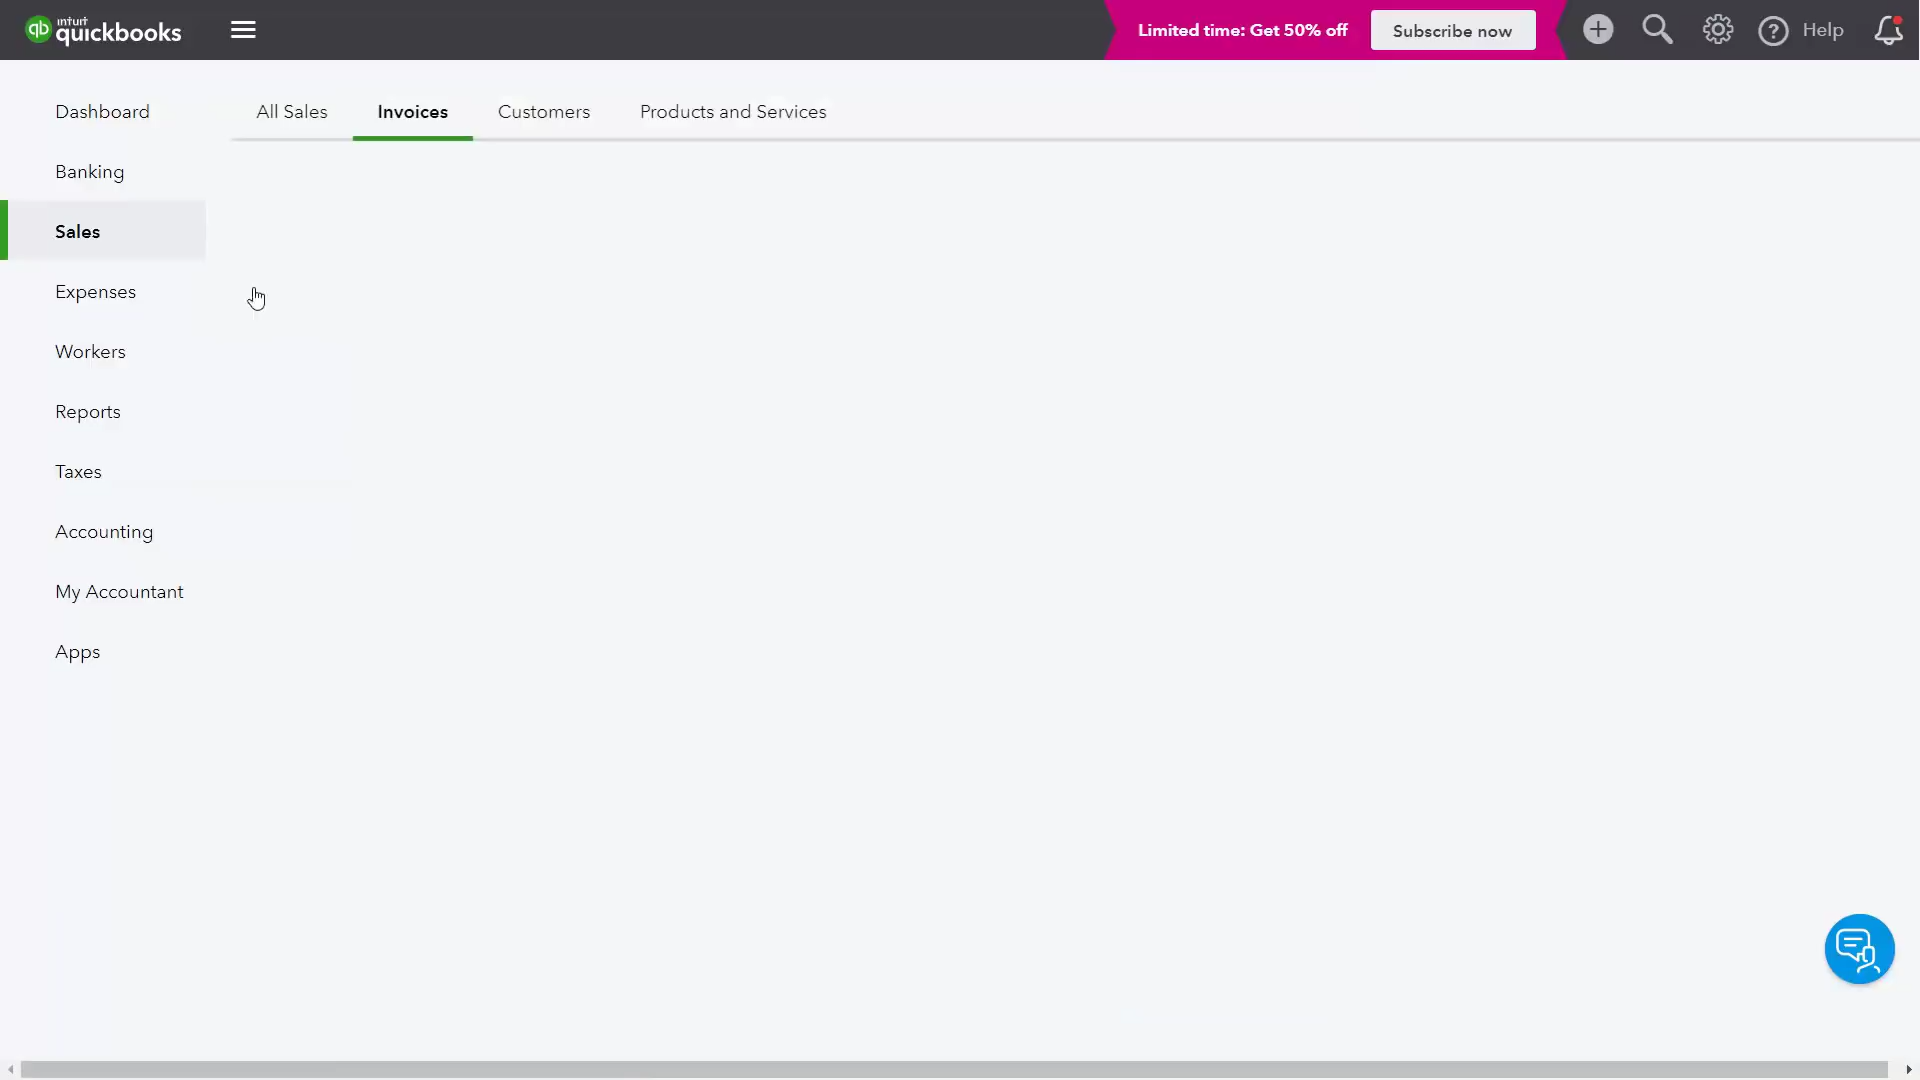 intuit
quickbooks
Limited time: Get 50% off
Subscribe now
Help
Dashboard
Banking
Sales
Expenses
Workers
Reports
Taxes
Accounting
My Accountant
Apps
All Sales
Invoices
Customers
Products and Services